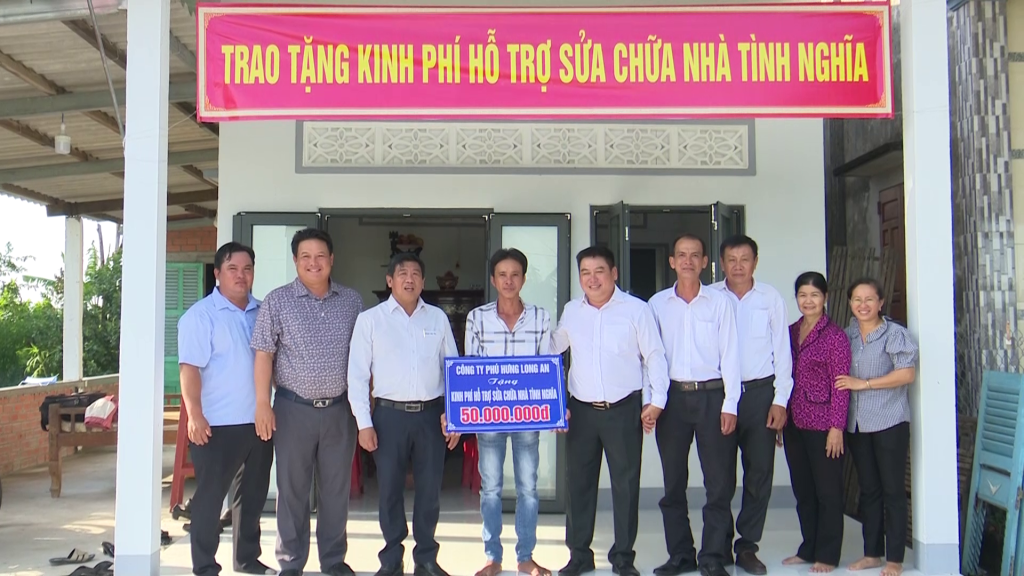 TRAO TẶNG KINH PHÍ HỖ TRỢ SỬA CHỮA NHÀ TÌNH NGHĨA
CÔNG TY PHÚ HƯNG LONG AN
Tặng
KINH PHÍ HỖ TRỢ SỬA CHỮA NHÀ TÌNH NGHĨA
50.000.000đ